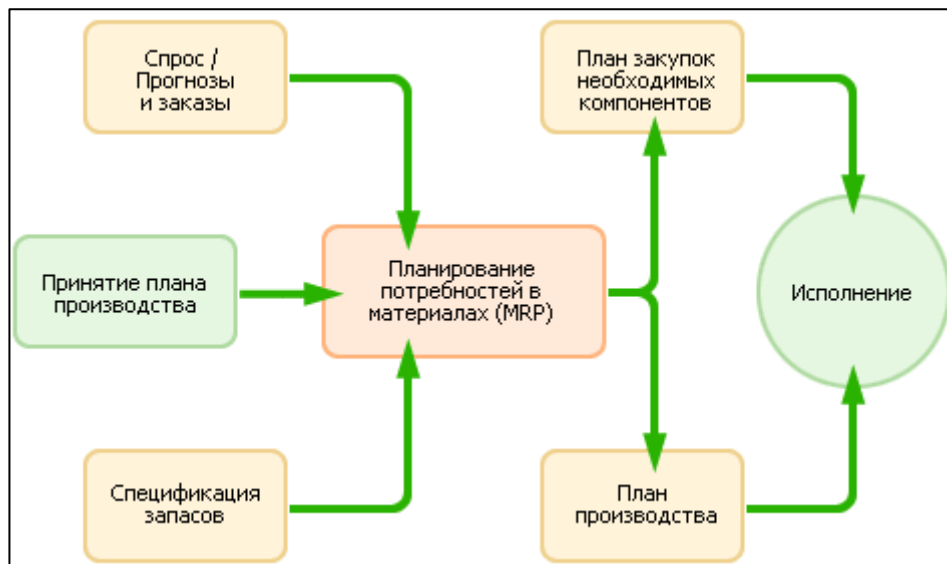 Спрос /
Прогнозы
и заказы
План закупок
необходимых
компонентов
Принятие плана
производства
Планирование
потребностей в
материалах (MRP)
Исполнение
Спецификация
запасов
План
производства